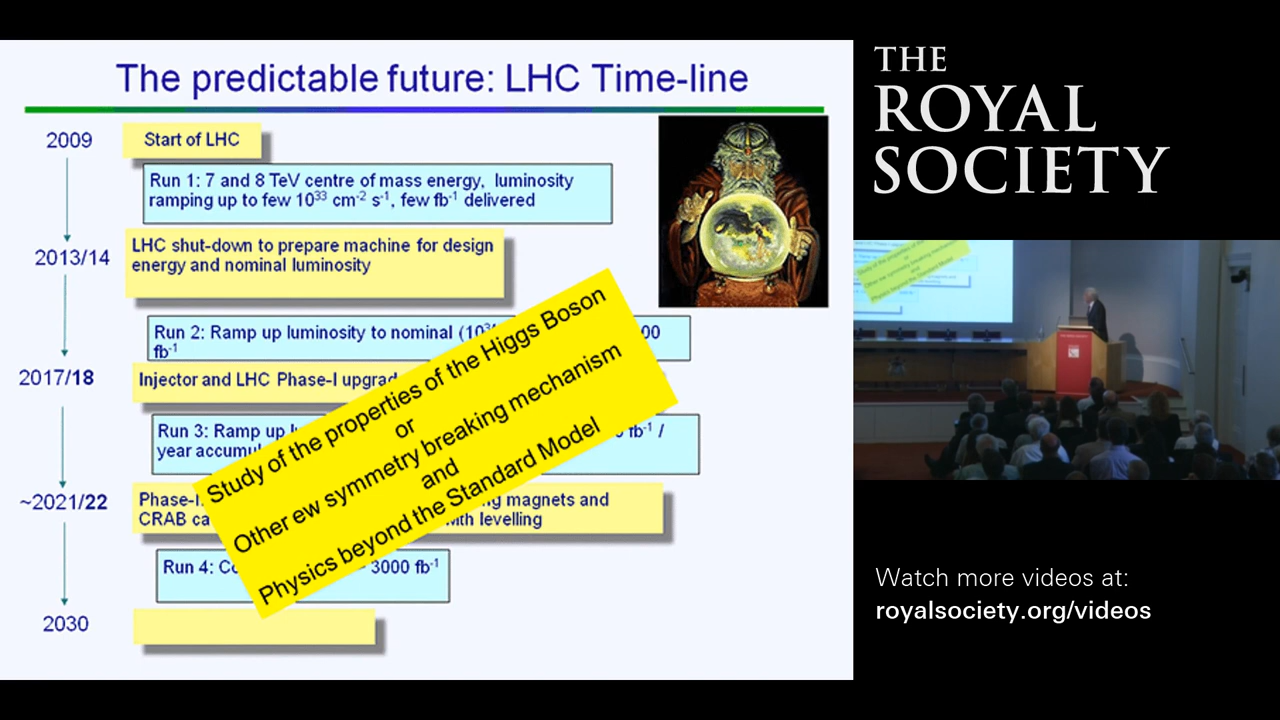 The predictable future: LHC Time-line
2009
Start of LHC
Run 1: 7 and 8 TeV centre of mass energy, luminosity
ramping up to few 10³³ cm⁻² s⁻¹, few fb⁻¹ delivered
2013/14
LHC shut-down to prepare machine for design
energy and nominal luminosity
Run 2: Ramp up luminosity to nominal (10
fb⁻¹
2017/18
Injector and LHC Phase-I
Run 3: Ramp up
fb⁻¹ /
year
~2021/22
magnets and
CRAB
levelling
Run 4:
3000 fb⁻¹
2030
Study of the properties of the Higgs Boson
or
Other ew symmetry breaking mechanism
and
Physics beyond the Standard Model
THE
ROYAL
SOCIETY
Watch more videos at:
royalsociety.org/videos